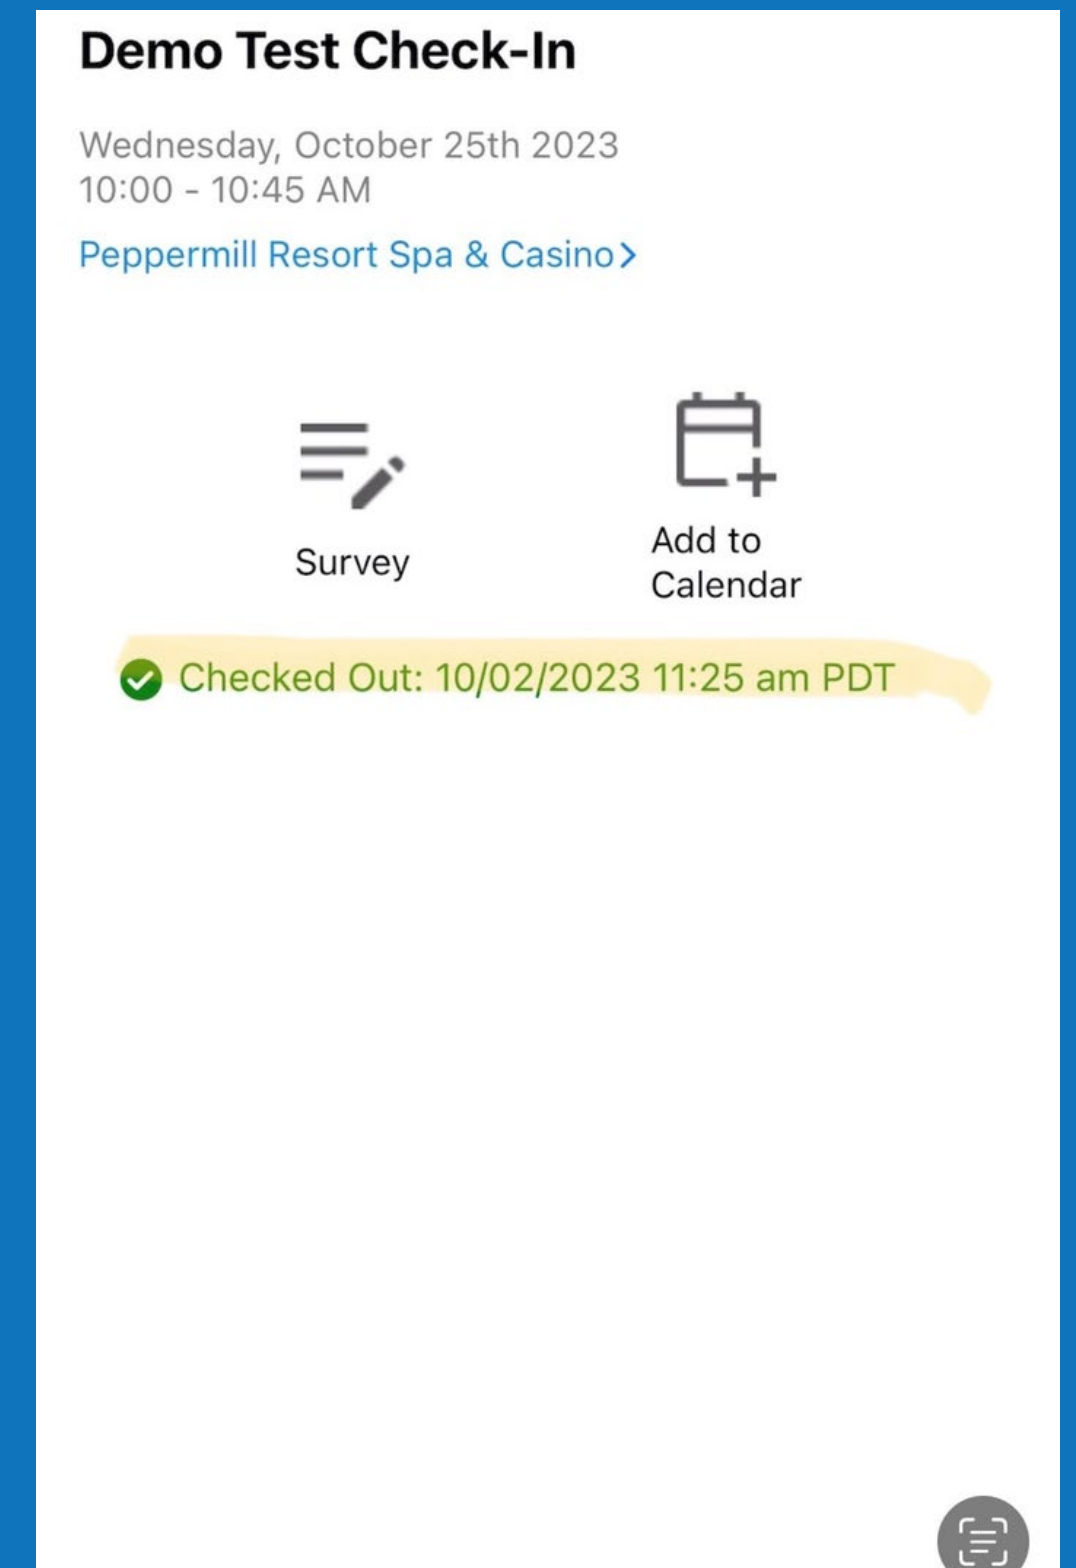 Demo Test Check-In
Wednesday, October 25th 2023
10:00 - 10:45 AM
Peppermill Resort Spa & Casino
Survey
Add to
Calendar
Checked Out: 10/02/2023 11:25 am PDT